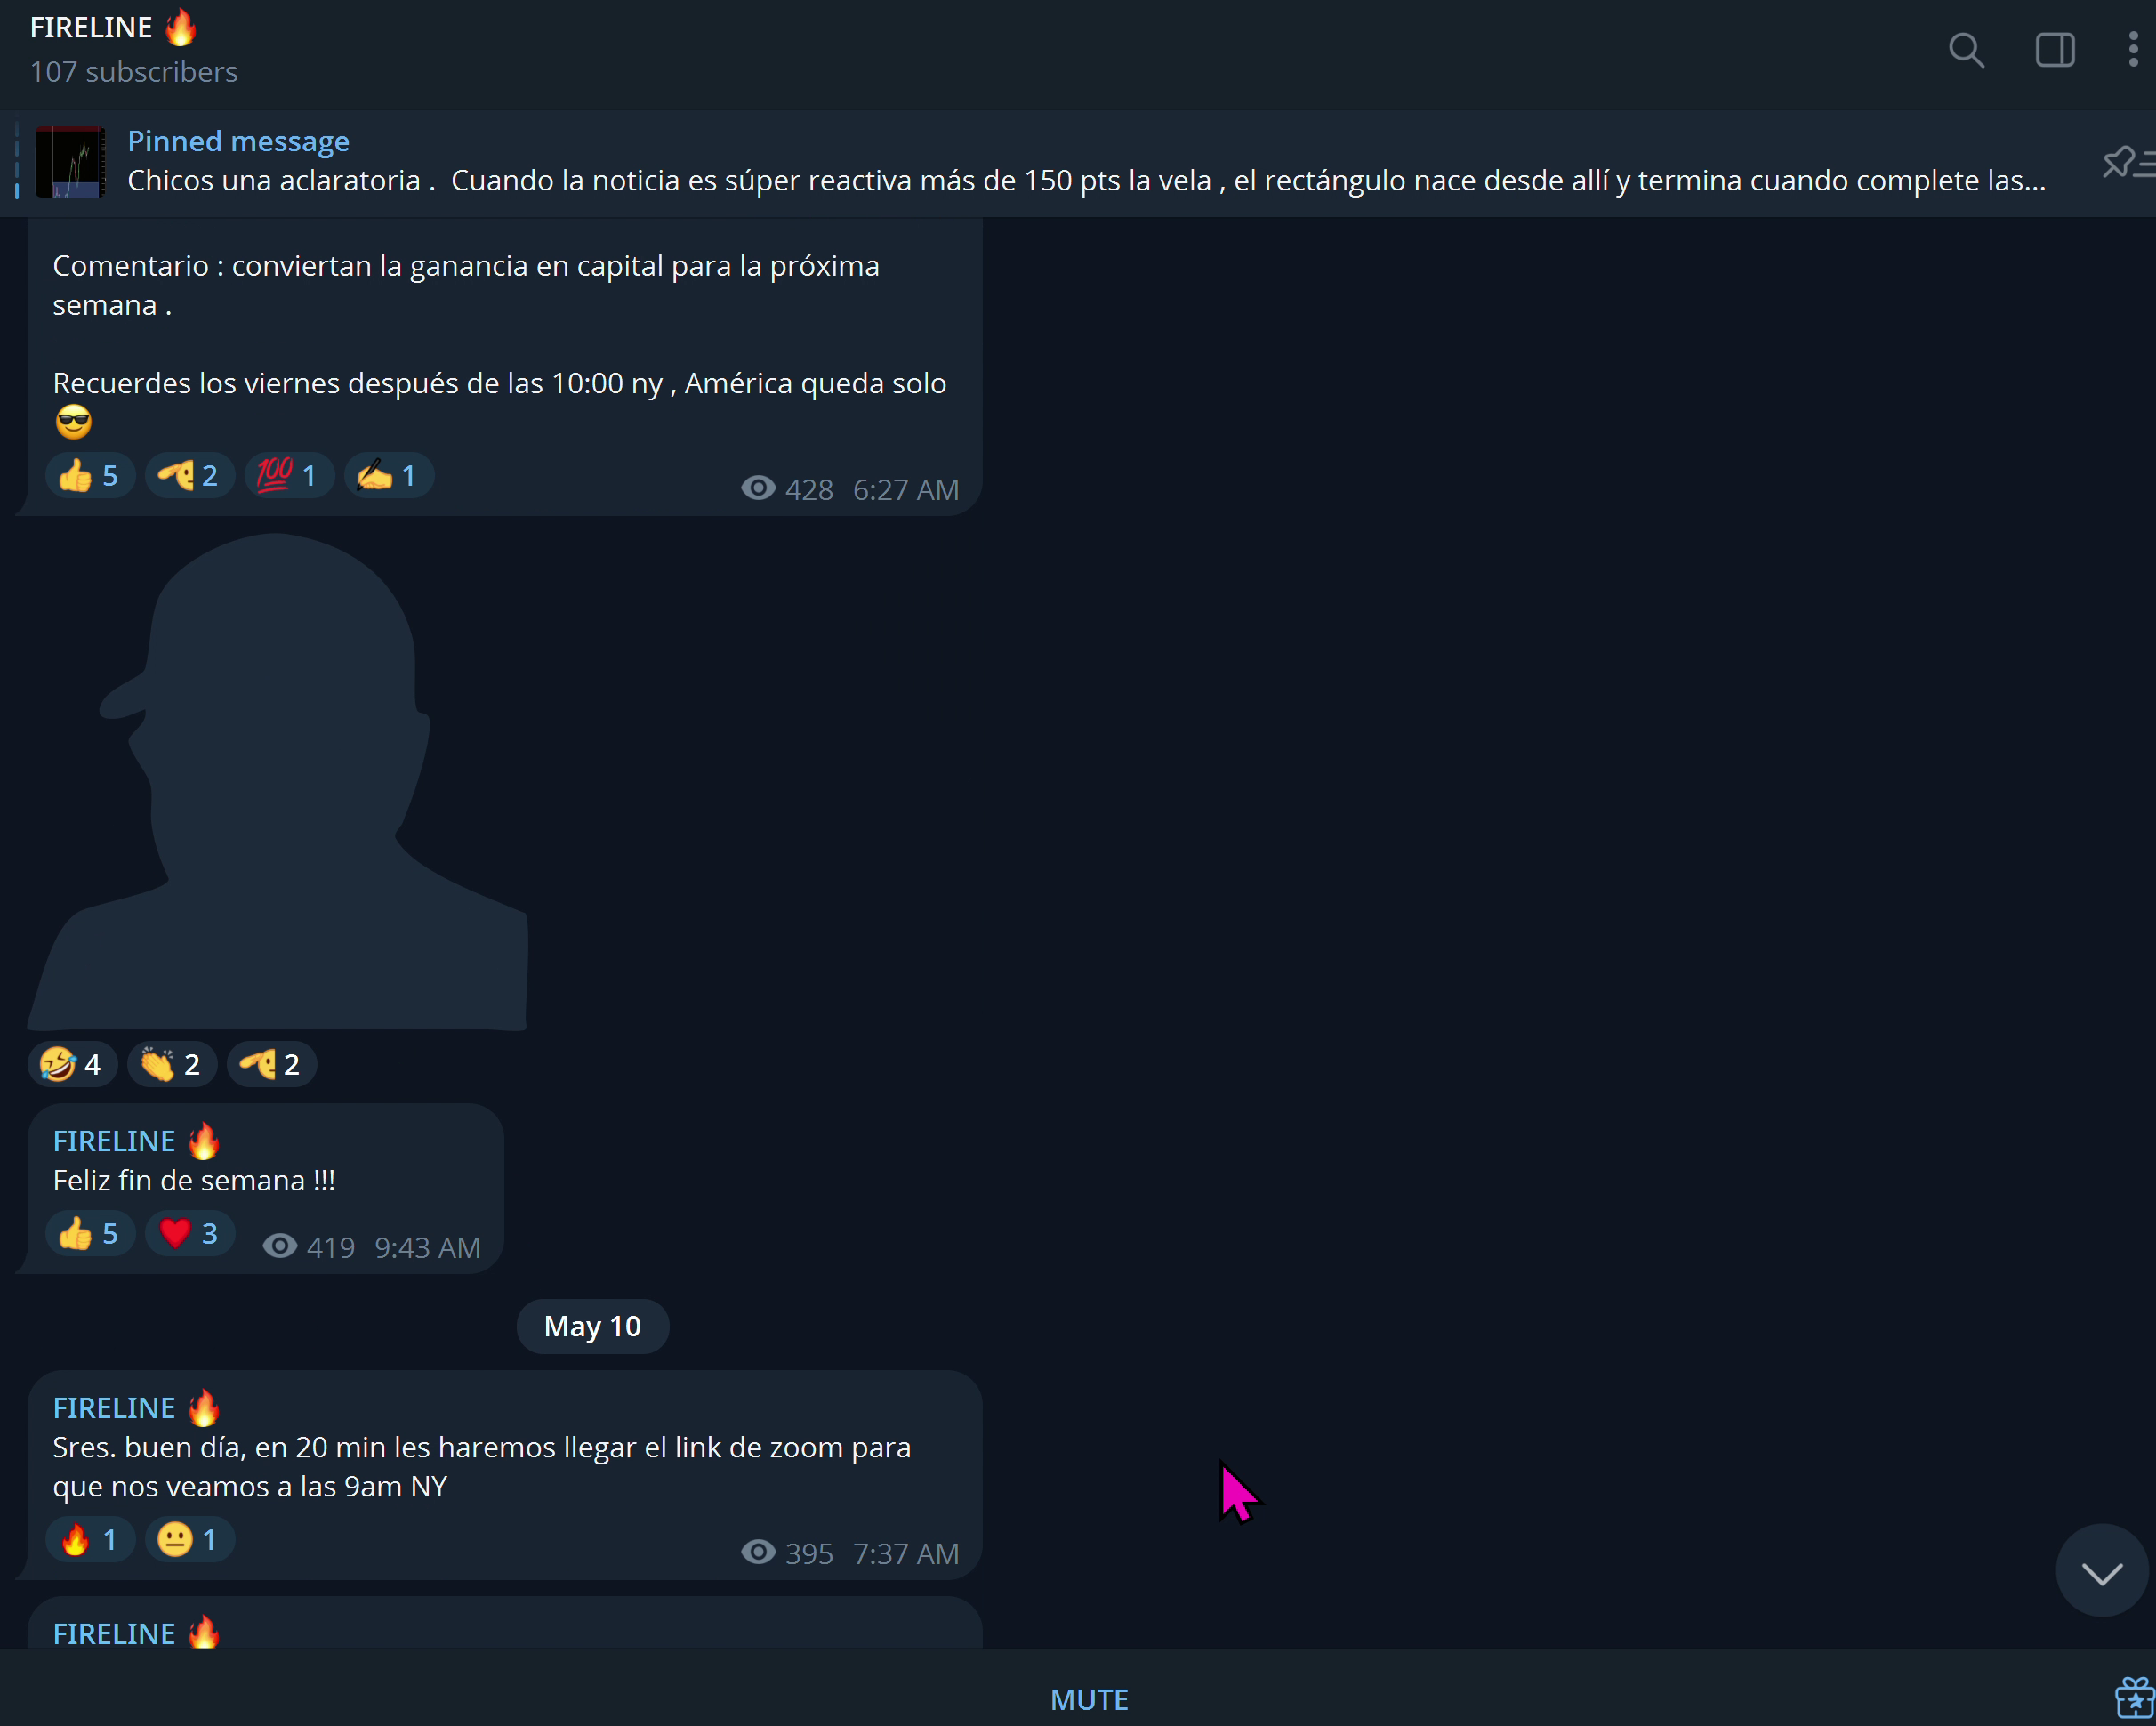 FIRELINE 🔥
107 subscribers
Pinned message
Chicos una aclaratoria .  Cuando la noticia es súper reactiva más de 150 pts la vela , el rectángulo nace desde allí y termina cuando complete las...
Comentario : conviertan la ganancia en capital para la próxima
semana .
Recuerdes los viernes después de las 10:00 ny , América queda solo
😎
👍 5 🫡 2 💯 1 ✍️ 1 428 6:27 AM
🤣 4 👏 2 🫡 2
FIRELINE 🔥
Feliz fin de semana !!!
👍 5 ❤️ 3 419 9:43 AM
May 10
FIRELINE 🔥
Sres. buen día, en 20 min les haremos llegar el link de zoom para
que nos veamos a las 9am NY
🔥 1 😐 1 395 7:37 AM
FIRELINE 🔥
MUTE